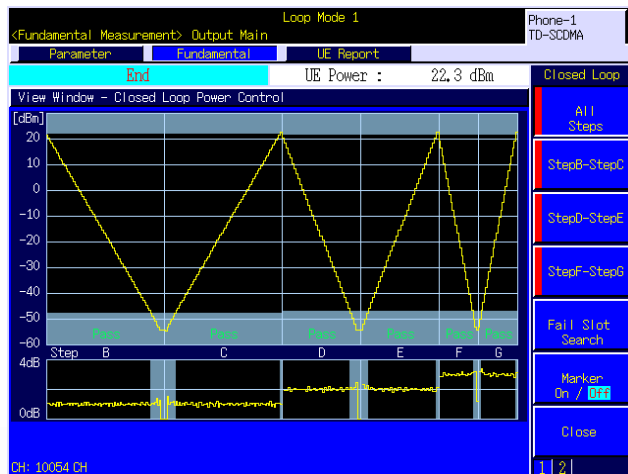 Loop Mode 1
<Fundamental Measurement> Output Main
Phone-1
TD-SCDMA
Parameter Fundamental UE Report
End UE Power : 22.3 dBm Closed Loop
View Window - Closed Loop Power Control
[dBm]
20
10
0
-10
-20
-30
-40
-50
-60
Pass Pass Pass Pass Pass Pass
Step B C D E F G
4dB
0dB
CH: 10054 CH
All
Steps
StepB-StepC
StepD-StepE
StepF-StepG
Fail Slot
Search
Marker
On / Off
Close
1 2